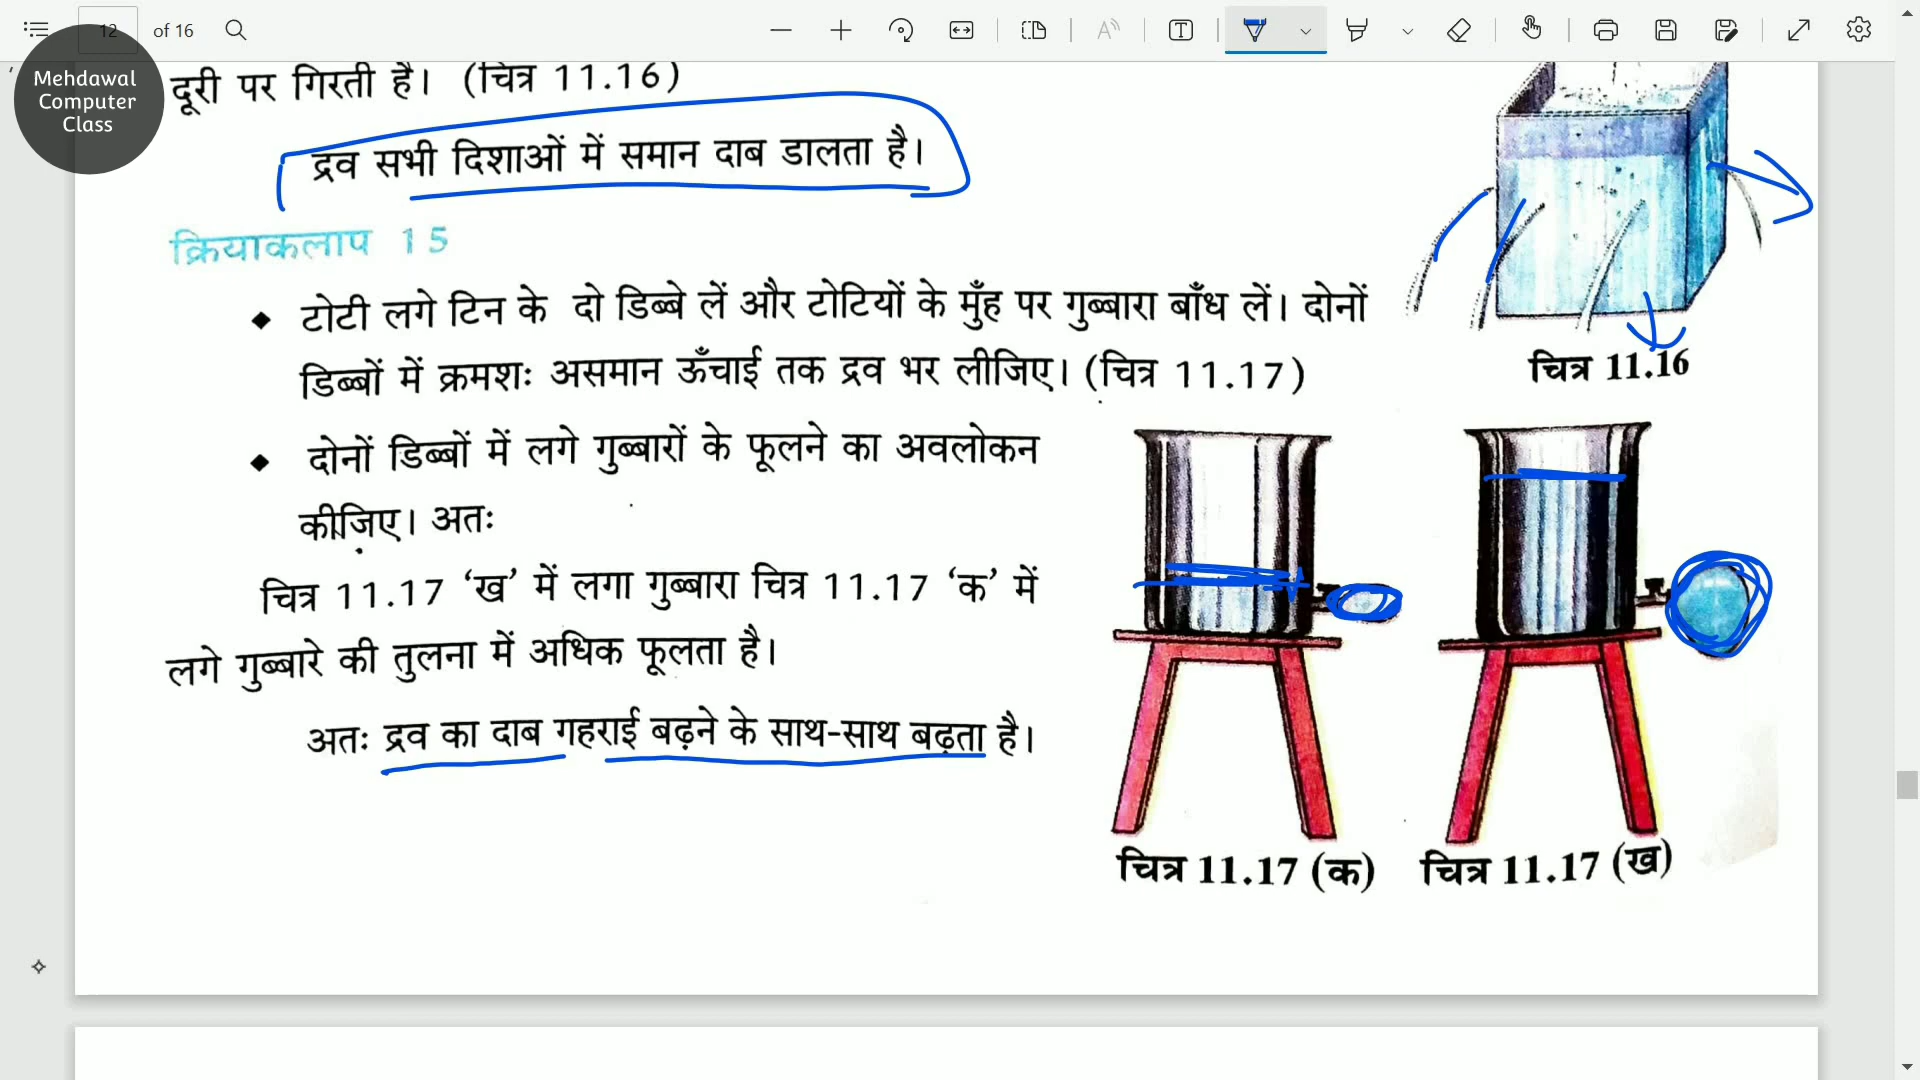 12 of 16
Mehdawal
Computer
Class
दूरी पर गिरती है। (चित्र 11.16)
द्रव सभी दिशाओं में समान दाब डालता है।
क्रियाकलाप 15
◆ टोटी लगे टिन के दो डिब्बे लें और टोटियों के मुँह पर गुब्बारा बाँध लें। दोनों
डिब्बों में क्रमशः असमान ऊँचाई तक द्रव भर लीजिए। (चित्र 11.17)
चित्र 11.16
◆ दोनों डिब्बों में लगे गुब्बारों के फूलने का अवलोकन
कीजिए। अतः
चित्र 11.17 ‘ख’ में लगा गुब्बारा चित्र 11.17 ‘क’ में
लगे गुब्बारे की तुलना में अधिक फूलता है।
अतः द्रव का दाब गहराई बढ़ने के साथ-साथ बढ़ता है।
चित्र 11.17 (क) चित्र 11.17 (ख)